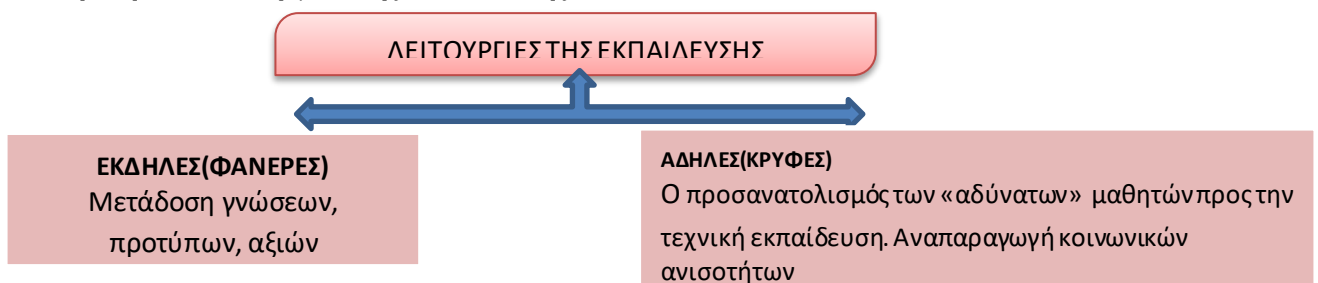 ΛΕΙΤΟΥΡΓΙΕΣ ΤΗΣ ΕΚΠΑΙΔΕΥΣΗΣ
ΕΚΔΗΛΕΣ(ΦΑΝΕΡΕΣ)
Μετάδοση γνώσεων,
προτύπων, αξιών
ΑΔΗΛΕΣ(ΚΡΥΦΕΣ)
Ο προσανατολισμός των «αδύνατων» μαθητών προς την
τεχνική εκπαίδευση. Αναπαραγωγή κοινωνικών
ανισοτήτων